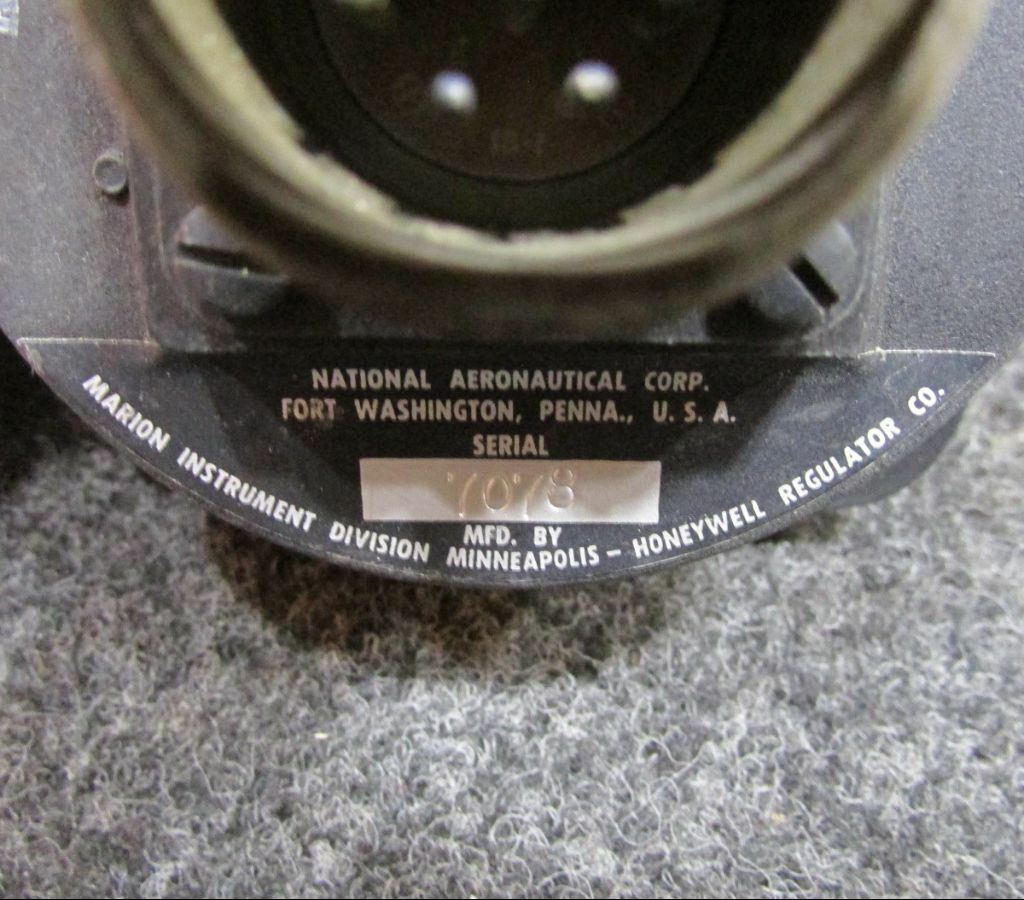 NATIONAL AERONAUTICAL CORP.
FORT WASHINGTON, PENNA., U. S. A.
SERIAL
7078
MFD. BY
MARION INSTRUMENT DIVISION MINNEAPOLIS – HONEYWELL REGULATOR CO.